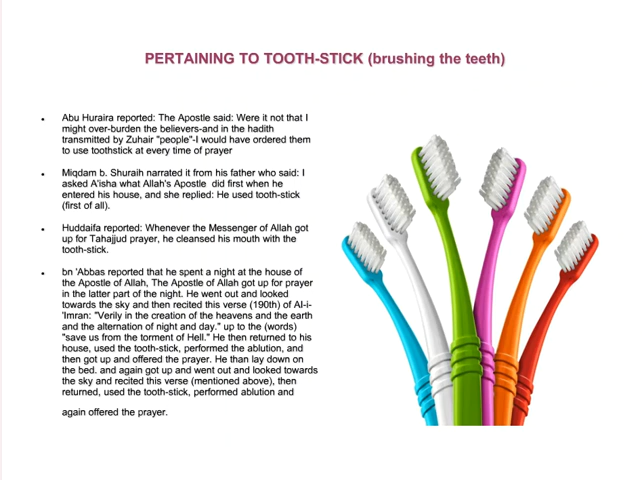 PERTAINING TO TOOTH-STICK (brushing the teeth)
• Abu Huraira reported: The Apostle said: Were it not that I
might over-burden the believers-and in the hadith
transmitted by Zuhair "people"-I would have ordered them
to use toothstick at every time of prayer
• Miqdam b. Shuraih narrated it from his father who said: I
asked A'isha what Allah's Apostle did first when he
entered his house, and she replied: He used tooth-stick
(first of all).
• Huddaifa reported: Whenever the Messenger of Allah got
up for Tahajjud prayer, he cleansed his mouth with the
tooth-stick.
• bn 'Abbas reported that he spent a night at the house of
the Apostle of Allah, The Apostle of Allah got up for prayer
in the latter part of the night. He went out and looked
towards the sky and then recited this verse (190th) of Al-i-
'Imran: "Verily in the creation of the heavens and the earth
and the alternation of night and day." up to the (words)
"save us from the torment of Hell." He then returned to his
house, used the tooth-stick, performed the ablution, and
then got up and offered the prayer. He than lay down on
the bed. and again got up and went out and looked towards
the sky and recited this verse (mentioned above), then
returned, used the tooth-stick, performed ablution and
again offered the prayer.